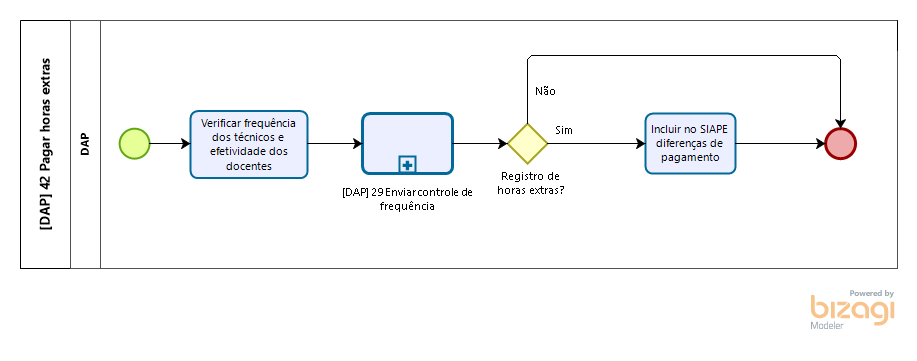 [DAP] 42 Pagar horas extras
DAP
Verificar frequência
dos técnicos e
efetividade dos
docentes
[DAP] 29 Enviar controle de
frequência
Não
Sim
Registro de
horas extras?
Incluir no SIAPE
diferenças de
pagamento
Powered by
bizagi
Modeler